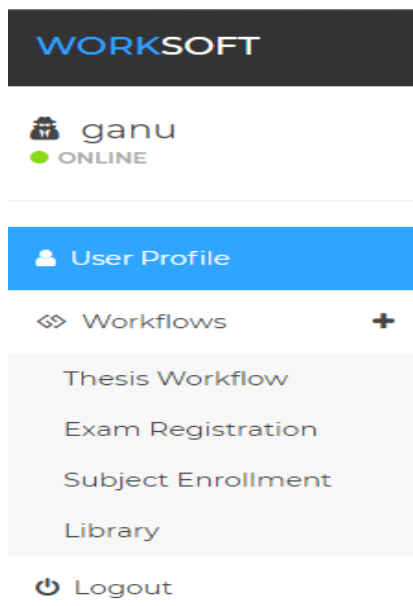 WORKSOFT
ganu
ONLINE
User Profile
Workflows
Thesis Workflow
Exam Registration
Subject Enrollment
Library
Logout